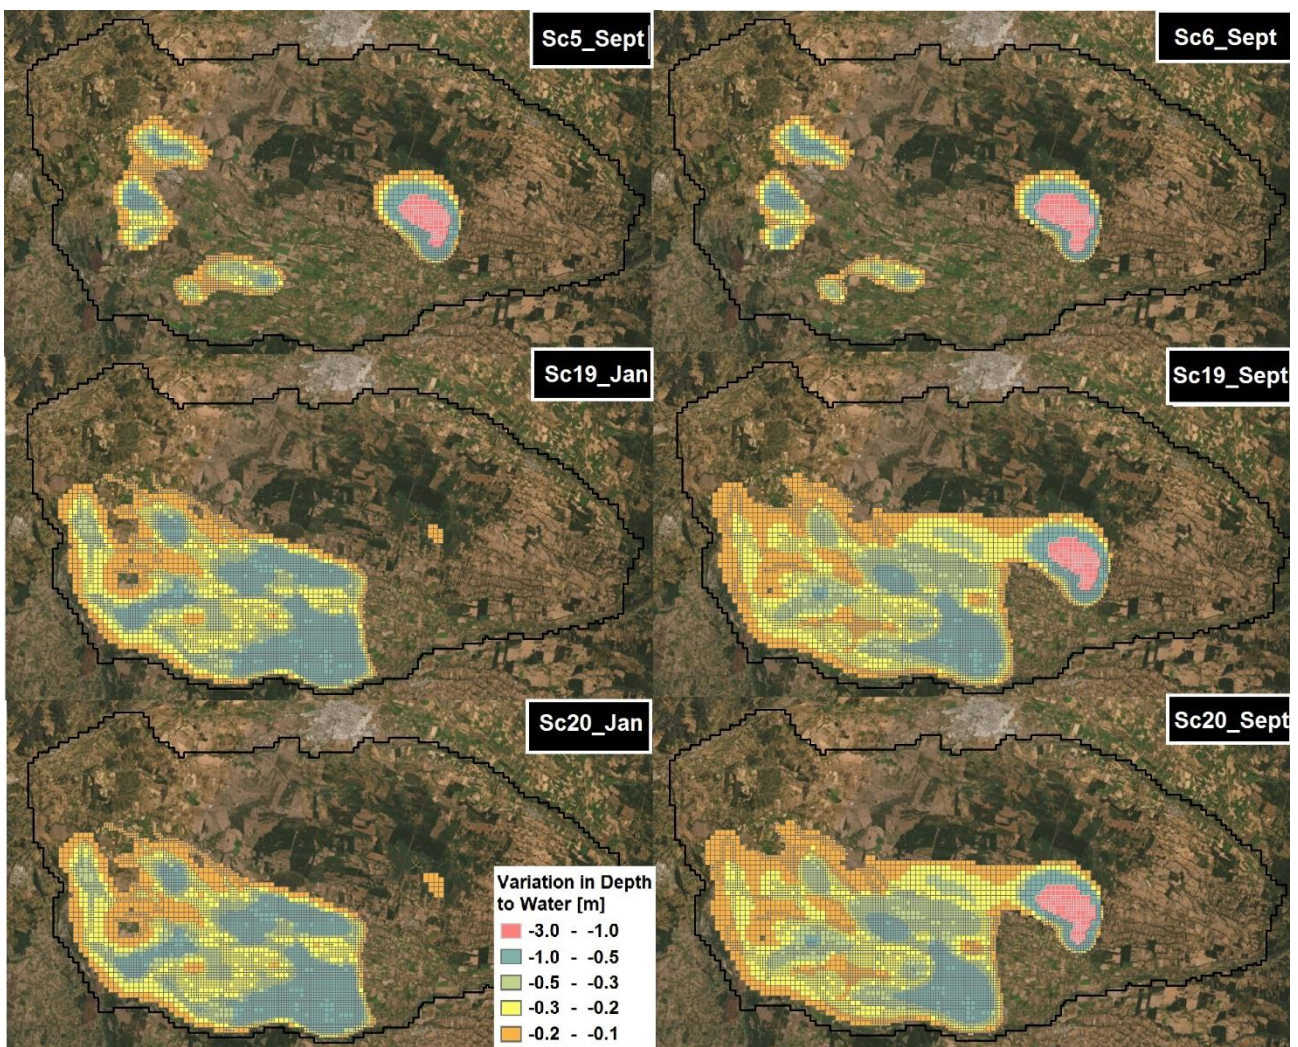 Sc5_Sept
Sc6_Sept
Sc19_Jan
Sc19_Sept
Sc20_Jan
Sc20_Sept
Variation in Depth
to Water [m]
-3.0 - -1.0
-1.0 - -0.5
-0.5 - -0.3
-0.3 - -0.2
-0.2 - -0.1